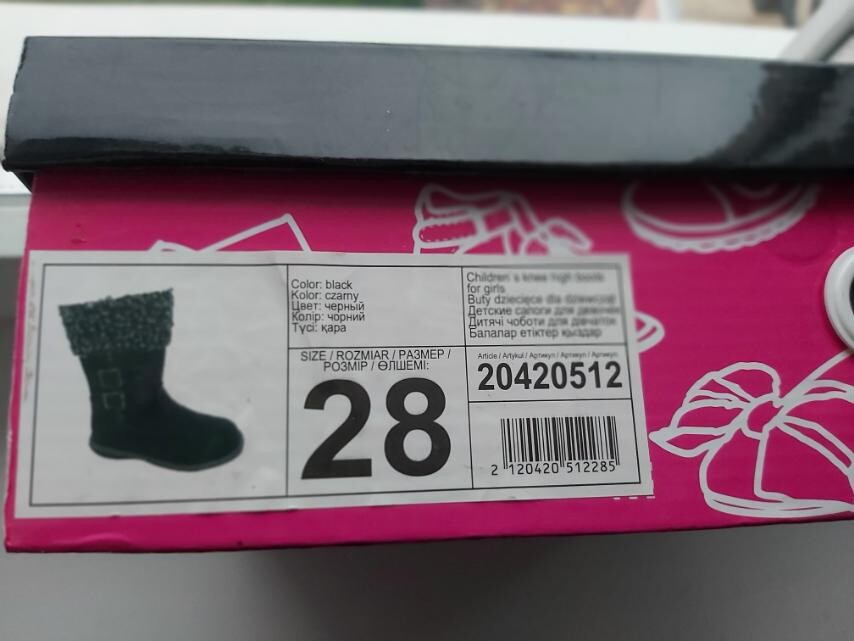 Color: black
Kolor: czarny
Цвет: черный
Колір: чорний
Түсі: қара
Children`s knee high boots
for girls
Buty dziecięce dla dziewcząt
Детские сапоги для девочек
Дитячі чоботи для дівчаток
Балалар етіктер қыздар
SIZE / ROZMIAR / РАЗМЕР /
РОЗМІР / ӨЛШЕМІ:
28
Article / Artykuł / Артикул / Артикул / Артикул:
20420512
2 120420 512285